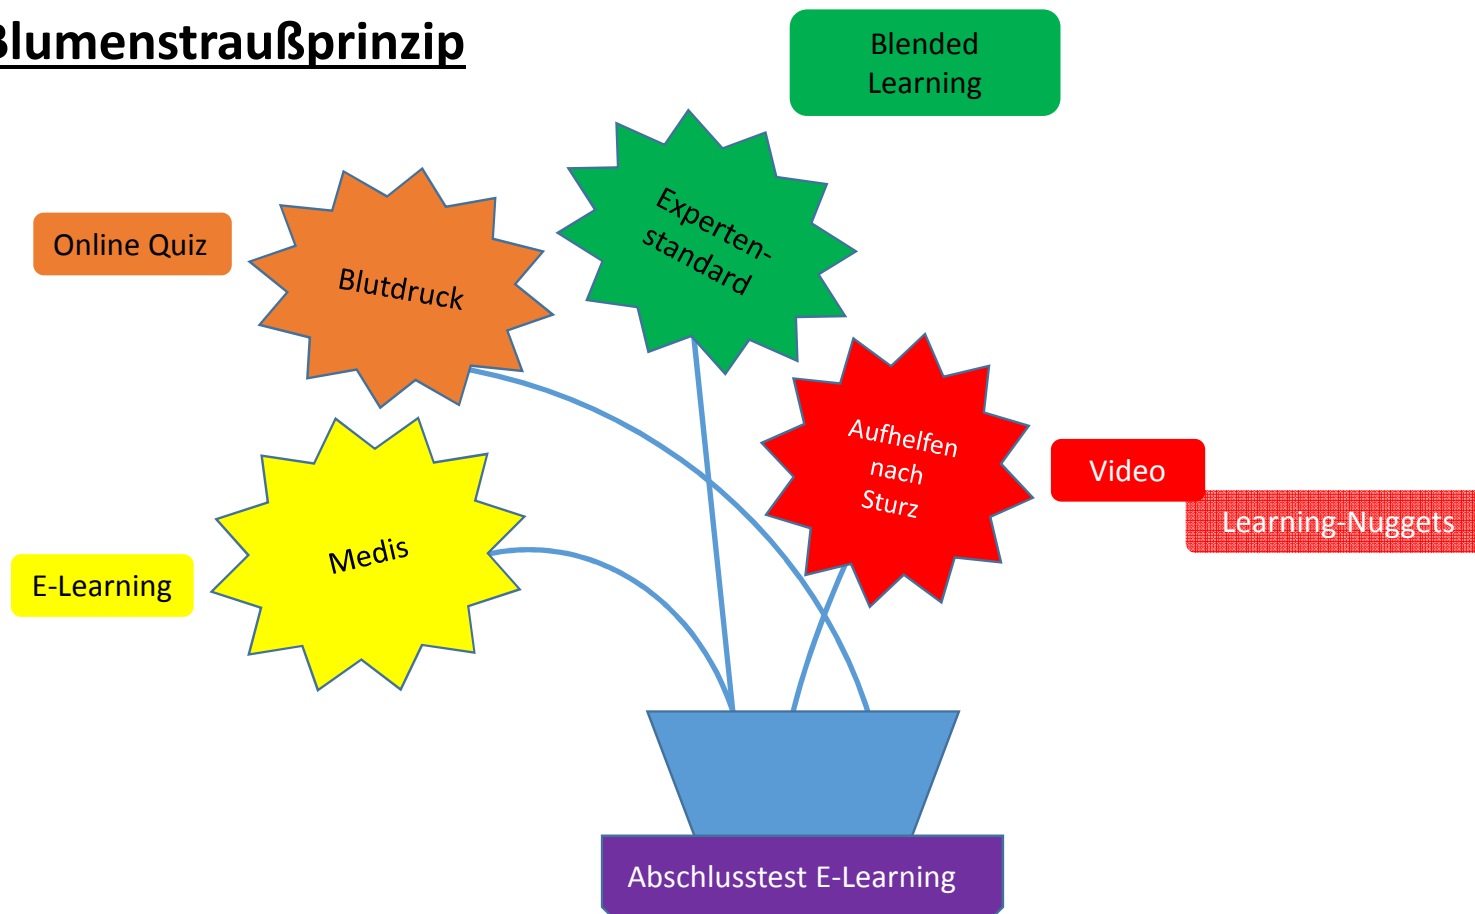 Blumenstraußprinzip
Blended
Learning
Experten-
standard
Online Quiz
Blutdruck
Aufhelfen
nach
Sturz
Video
Learning-Nuggets
Medis
E-Learning
Abschlusstest E-Learning